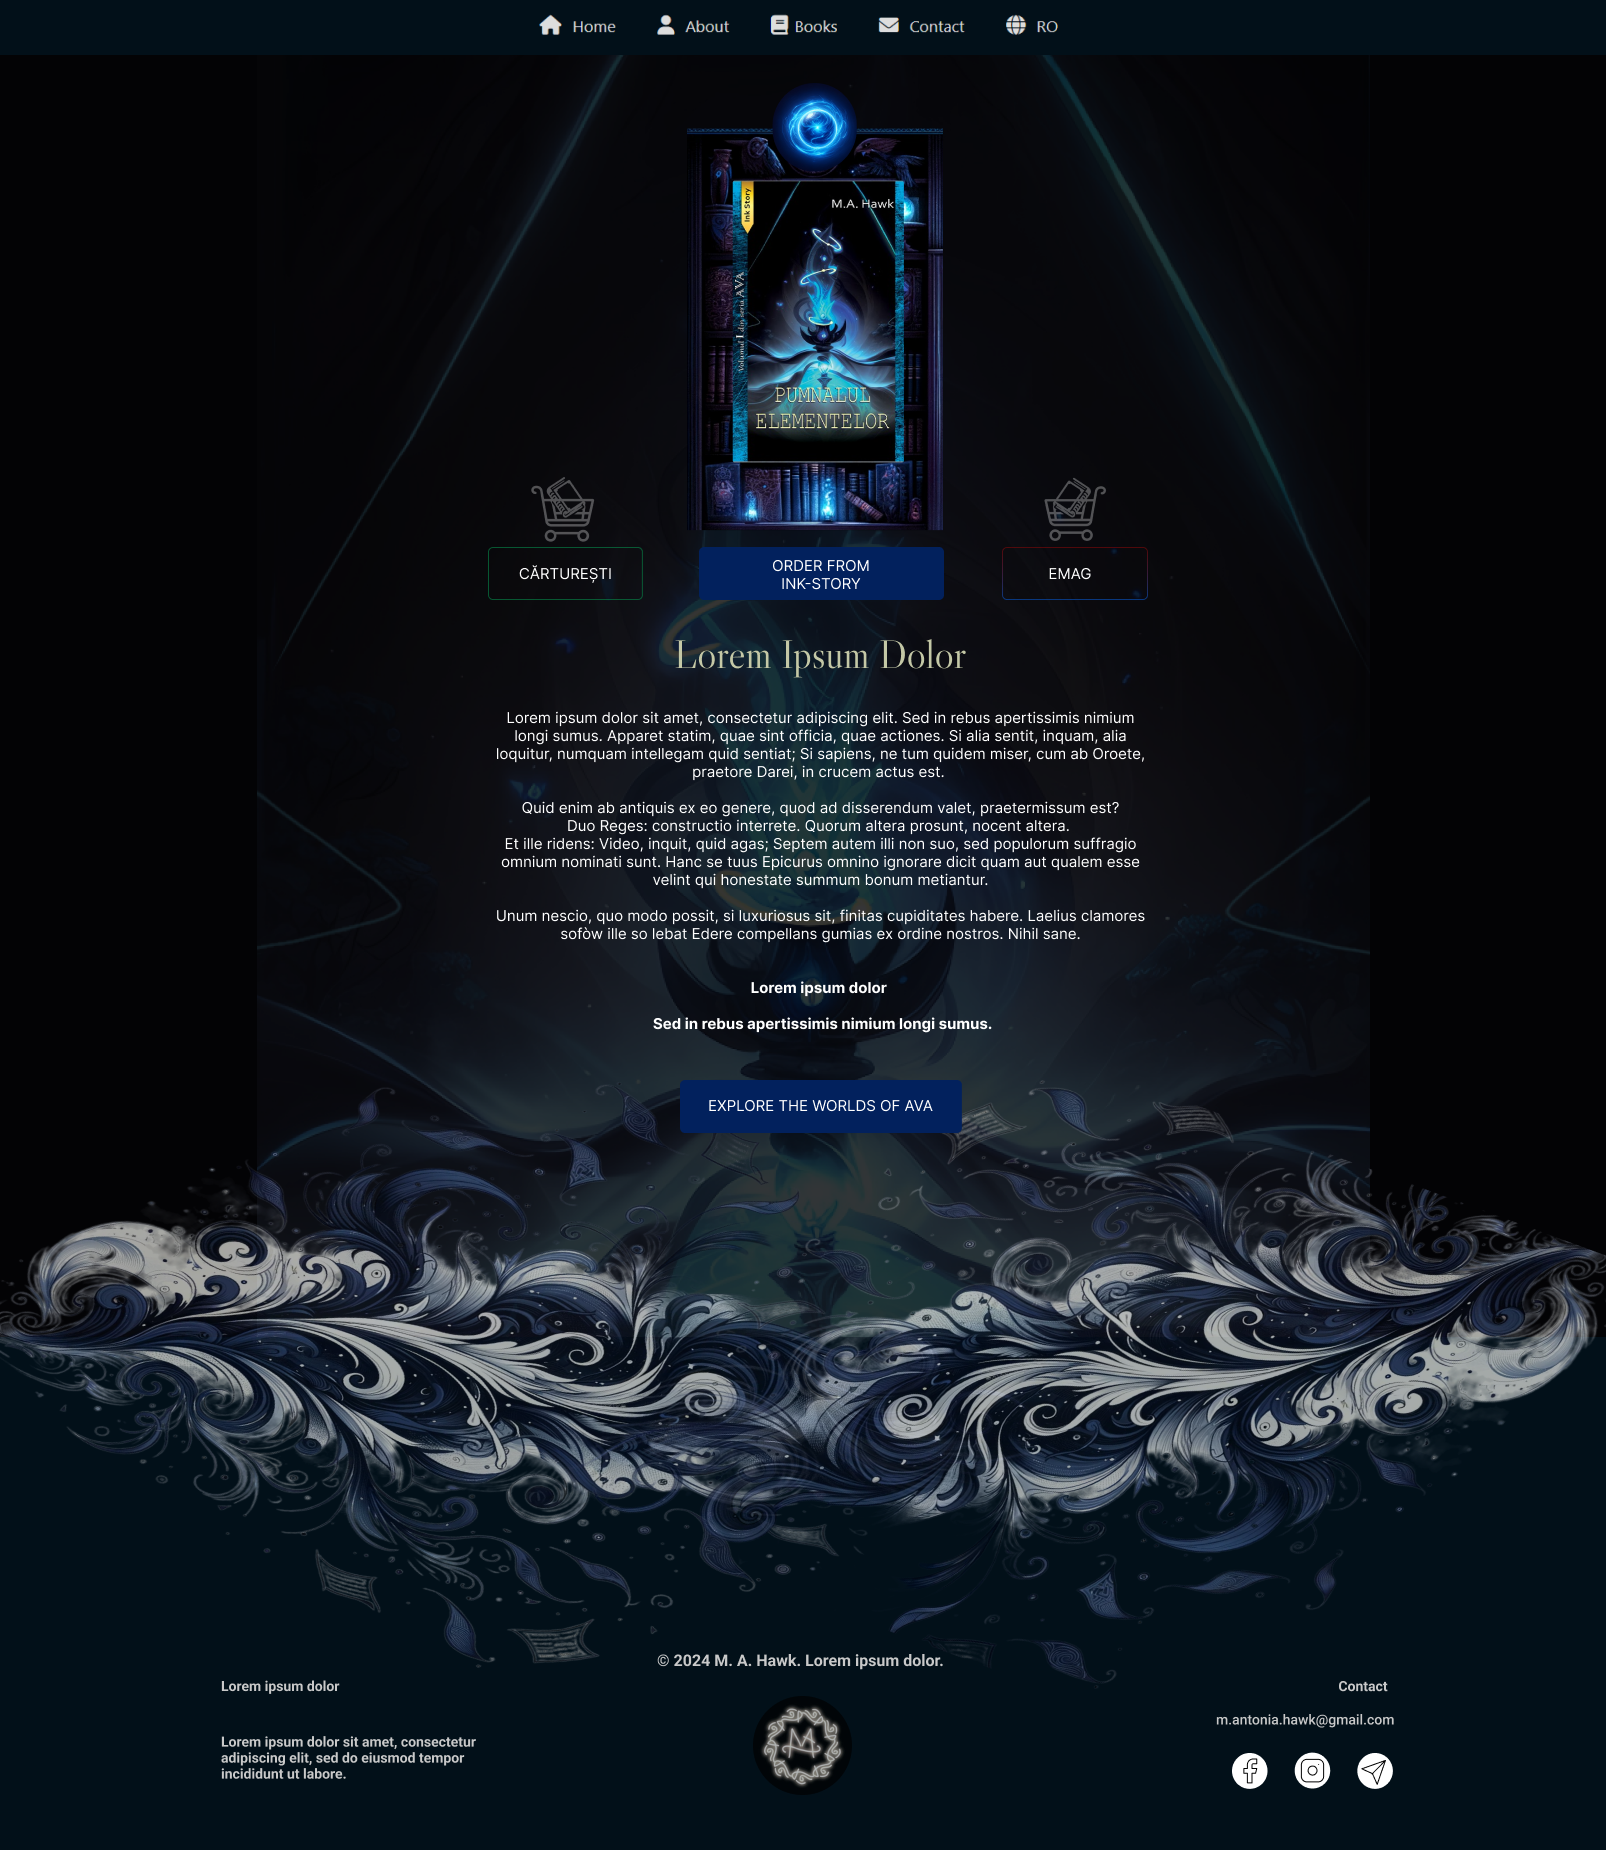 Home About Books Contact RO
Ink Story
M.A. Hawk
Volumul I din seria AVA
PUMNALUL
ELEMENTELOR
CĂRTUREȘTI
ORDER FROM
INK-STORY
EMAG
Lorem Ipsum Dolor
Lorem ipsum dolor sit amet, consectetur adipiscing elit. Sed in rebus apertissimis nimium
longi sumus. Apparet statim, quae sint officia, quae actiones. Si alia sentit, inquam, alia
loquitur, numquam intellegam quid sentiat; Si sapiens, ne tum quidem miser, cum ab Oroete,
praetore Darei, in crucem actus est.
Quid enim ab antiquis ex eo genere, quod ad disserendum valet, praetermissum est?
Duo Reges: constructio interrete. Quorum altera prosunt, nocent altera.
Et ille ridens: Video, inquit, quid agas; Septem autem illi non suo, sed populorum suffragio
omnium nominati sunt. Hanc se tuus Epicurus omnino ignorare dicit quam aut qualem esse
velint qui honestate summum bonum metiantur.
Unum nescio, quo modo possit, si luxuriosus sit, finitas cupiditates habere. Laelius clamores
sofòw ille so lebat Edere compellans gumias ex ordine nostros. Nihil sane.
Lorem ipsum dolor
Sed in rebus apertissimis nimium longi sumus.
EXPLORE THE WORLDS OF AVA
© 2024 M. A. Hawk. Lorem ipsum dolor.
Lorem ipsum dolor
Lorem ipsum dolor sit amet, consectetur
adipiscing elit, sed do eiusmod tempor
incididunt ut labore.
Contact
m.antonia.hawk@gmail.com